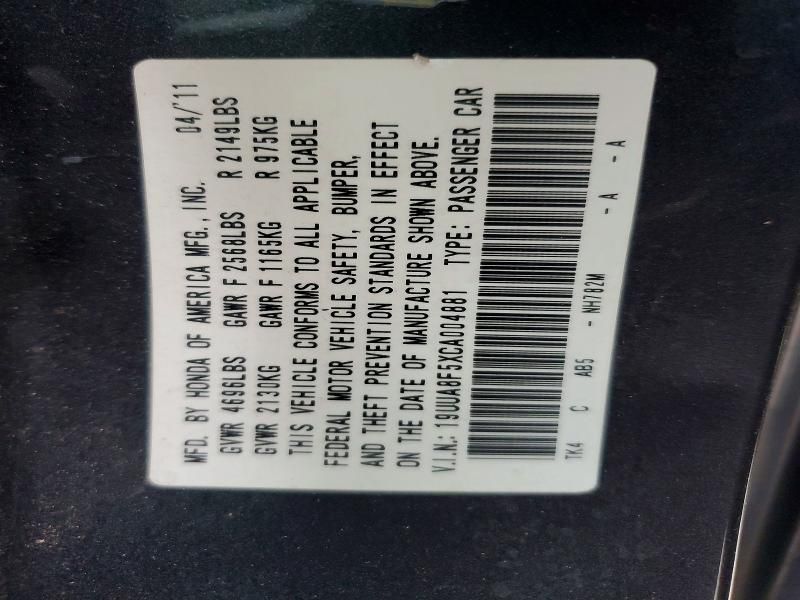 MFD. BY HONDA OF AMERICA MFG., INC. 04/'11
GVWR 4696LBS GAWR F 2568LBS R 2149LBS
GVWR 2130KG GAWR F 1165KG R 975KG
THIS VEHICLE CONFORMS TO ALL APPLICABLE
FEDERAL MOTOR VEHICLE SAFETY, BUMPER,
AND THEFT PREVENTION STANDARDS IN EFFECT
ON THE DATE OF MANUFACTURE SHOWN ABOVE.
V.I.N.: 19UUA8F5XCA004881 TYPE: PASSENGER CAR
TK4 C AB5 - NH782M - A - A